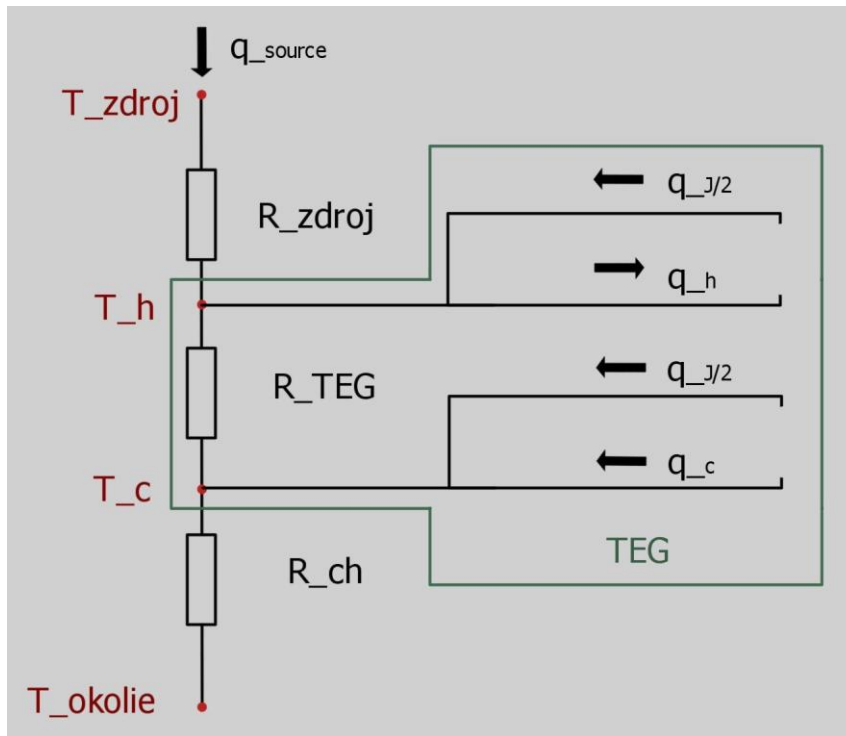 q_source
T_zdroj
q_J/2
R_zdroj
q_h
T_h
q_J/2
R_TEG
q_c
T_c
TEG
R_ch
T_okolie